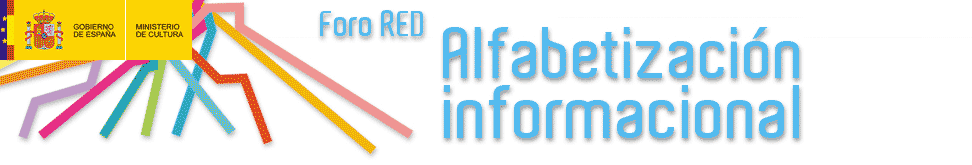 GOBIERNO
DE ESPAÑA
MINISTERIO
DE CULTURA
Foro RED
Alfabetización
informacional